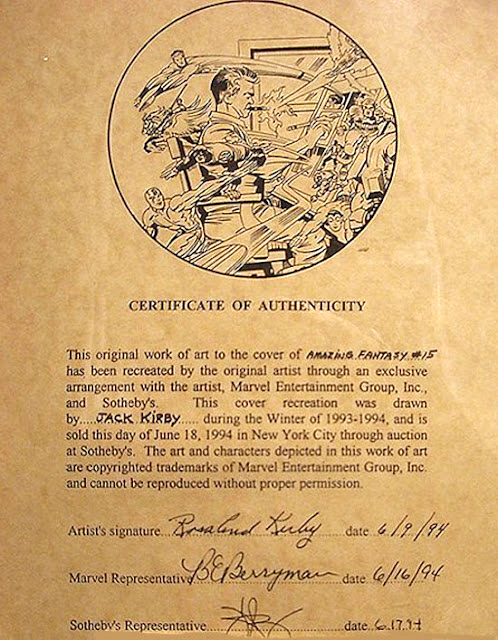 CERTIFICATE OF AUTHENTICITY
This original work of art to the cover of AMAZING FANTASY #15
has been recreated by the original artist through an exclusive
arrangement with the artist, Marvel Entertainment Group, Inc.,
and Sotheby's. This cover recreation was drawn
by.....JACK KIRBY..... during the Winter of 1993-1994, and is
sold this day of June 18, 1994 in New York City through auction
at Sotheby's. The art and characters depicted in this work of art
are copyrighted trademarks of Marvel Entertainment Group, Inc.
and cannot be reproduced without proper permission.
Artist's signature... Rosalind Kirby date 6/9/94
Marvel Representative BEBerryman date 6/16/94
Sotheby's Representative... date 6.17.94